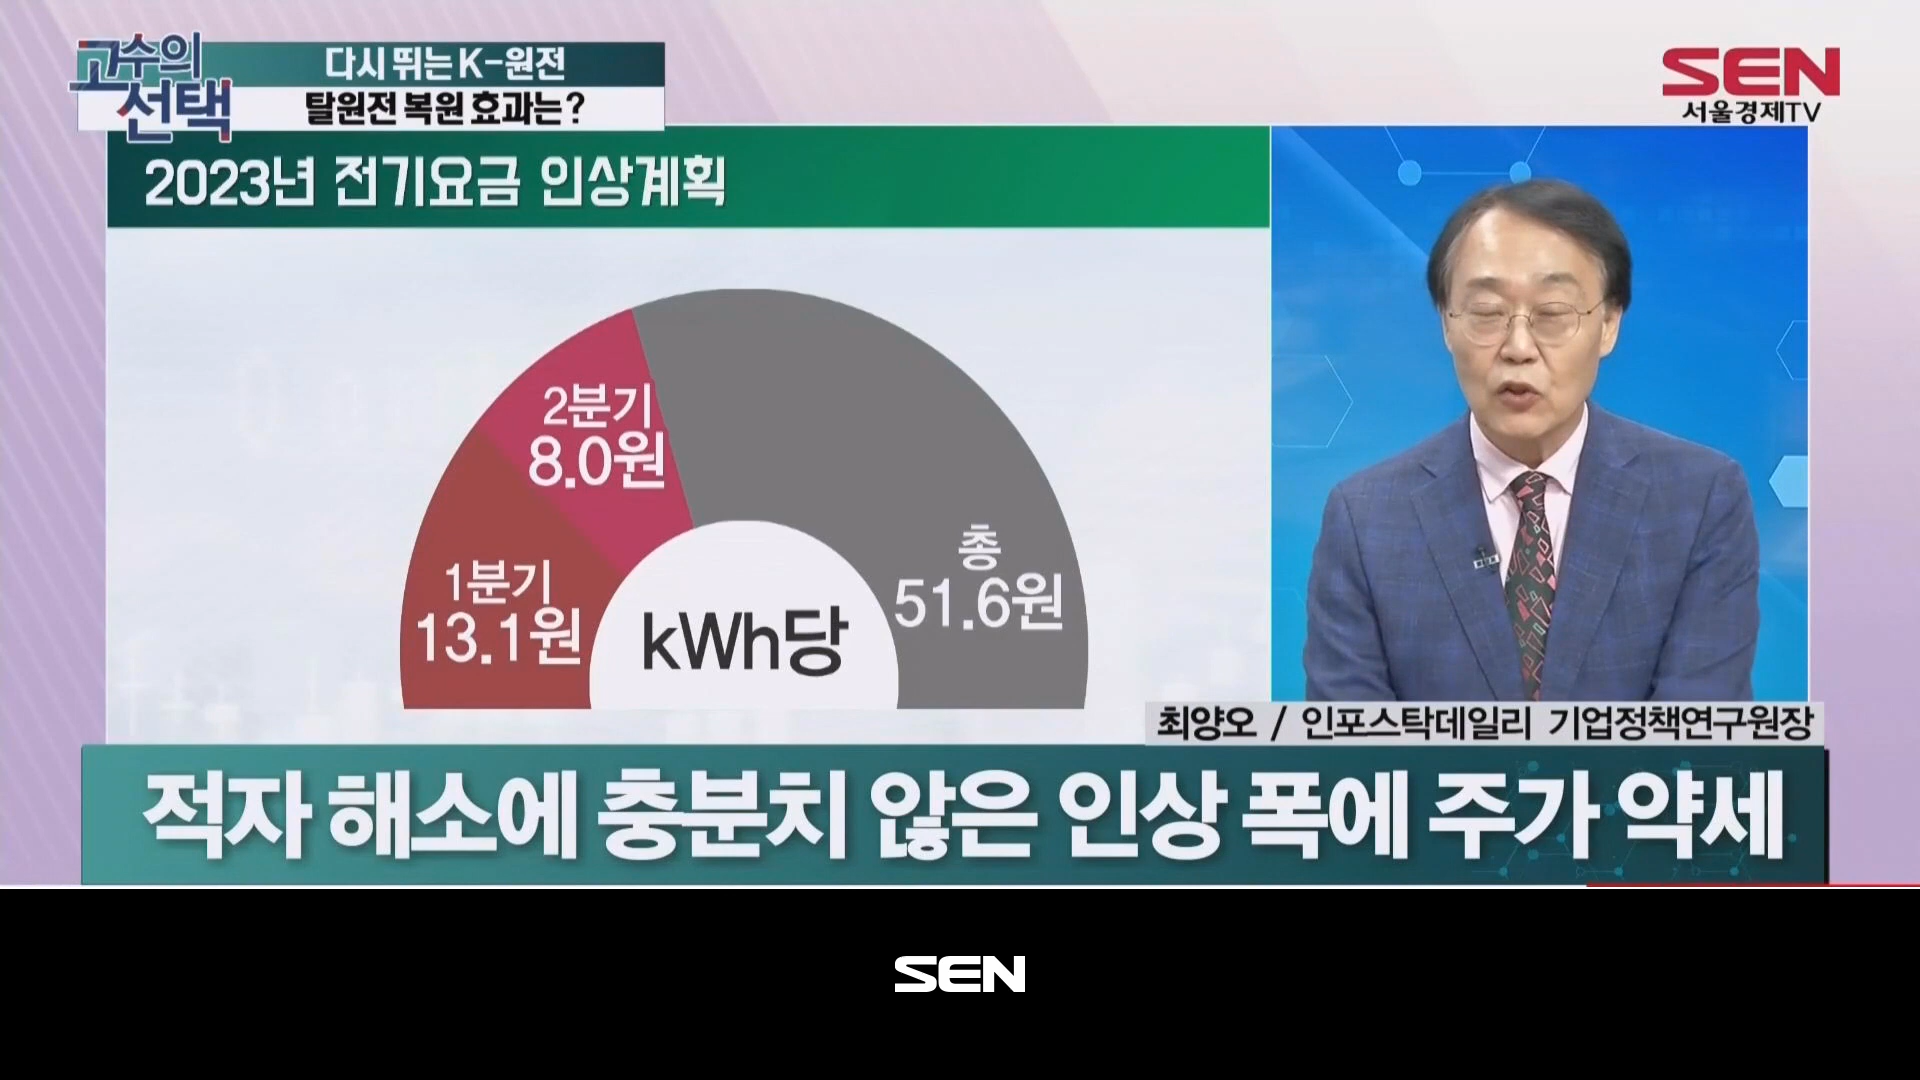 고수의
선택
다시 뛰는 K-원전
탈원전 복원 효과는?
SEN
서울경제TV
2023년 전기요금 인상계획
2분기
8.0원
1분기
13.1원
총
51.6원
kWh당
최양오 / 인포스탁데일리 기업정책연구원장
적자 해소에 충분치 않은 인상 폭에 주가 약세
SEN